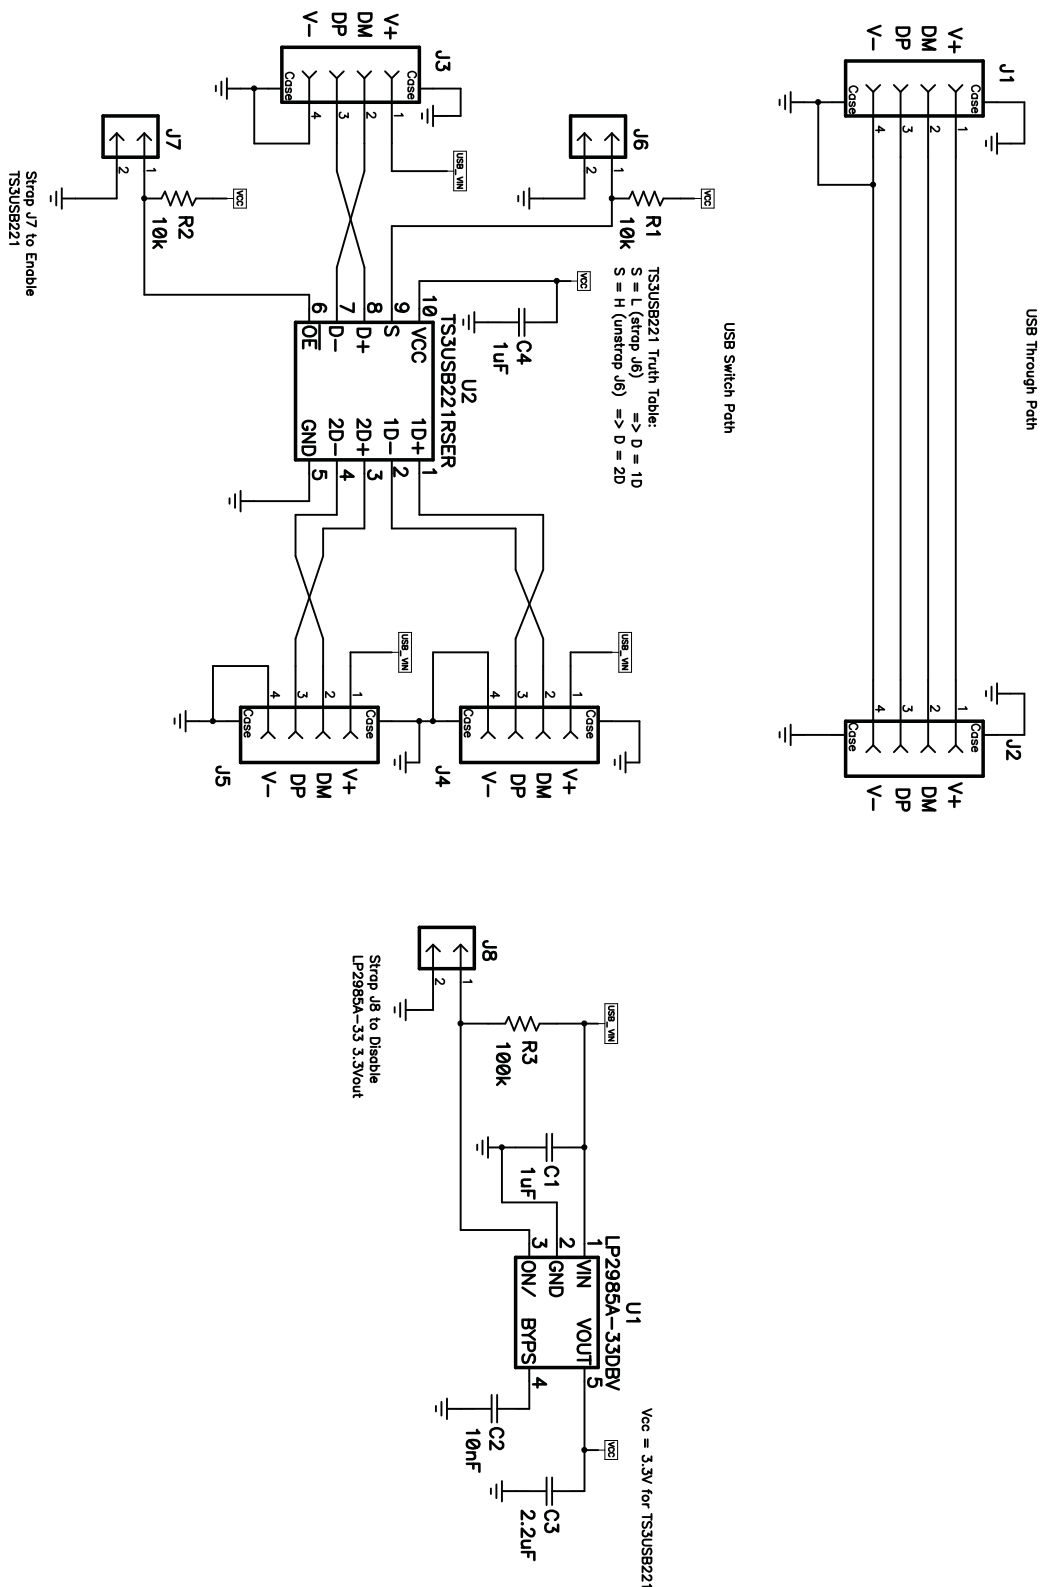 USB Through Path
J1
V+
DM
DP
V-
Case
Case
1
2
3
4
J2
V+
DM
DP
V-
Case
Case
1
2
3
4
USB Switch Path
TS3USB221 Truth Table:
S = L (strap J6) => D = 1D
S = H (unstrap J6) => D = 2D
J6
1
2
VCC
R1
10k
J3
V+
DM
DP
V-
Case
Case
1
2
3
4
USB_VIN
J7
1
2
VCC
R2
10k
Strap J7 to Enable
TS3USB221
VCC
C4
1uF
U2
TS3USB221RSER
10 VCC
9 S
8 D+
7 D-
6 OE
1D+ 1
1D- 2
2D+ 3
2D- 4
GND 5
USB_VIN
J4
V+
DM
DP
V-
Case
Case
1
2
3
4
USB_VIN
J5
V+
DM
DP
V-
Case
Case
1
2
3
4
J8
1
2
Strap J8 to Disable
LP2985A-33 3.3Vout
USB_VIN
R3
100k
C1
1uF
U1
LP2985A-33DBV
1 VIN
2 GND
3 ON/
VOUT 5
BYPS 4
C2
10nF
VCC
C3
2.2uF
Vcc = 3.3V for TS3USB221